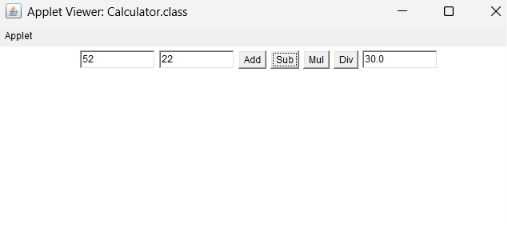 Applet Viewer: Calculator.class
Applet
52 22 Add Sub Mul Div 30.0